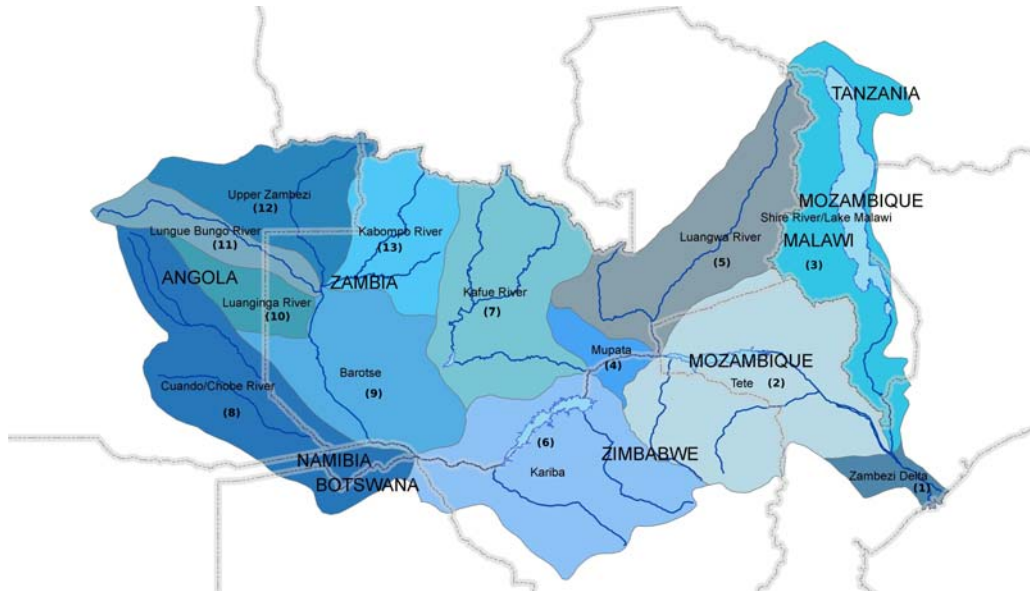 TANZANIA
Upper Zambezi
(12)
MOZAMBIQUE
Shire River/Lake Malawi
Lungue Bungo River
(11)
Kabompo River
(13)
Luangwa River
(5)
MALAWI
(3)
ANGOLA
ZAMBIA
Luanginga River
(10)
Kafue River
(7)
Mupata
(4)
MOZAMBIQUE
Tete (2)
Barotse
(9)
Cuando/Chobe River
(8)
(6)
Kariba
ZIMBABWE
NAMIBIA
BOTSWANA
Zambezi Delta
(1)